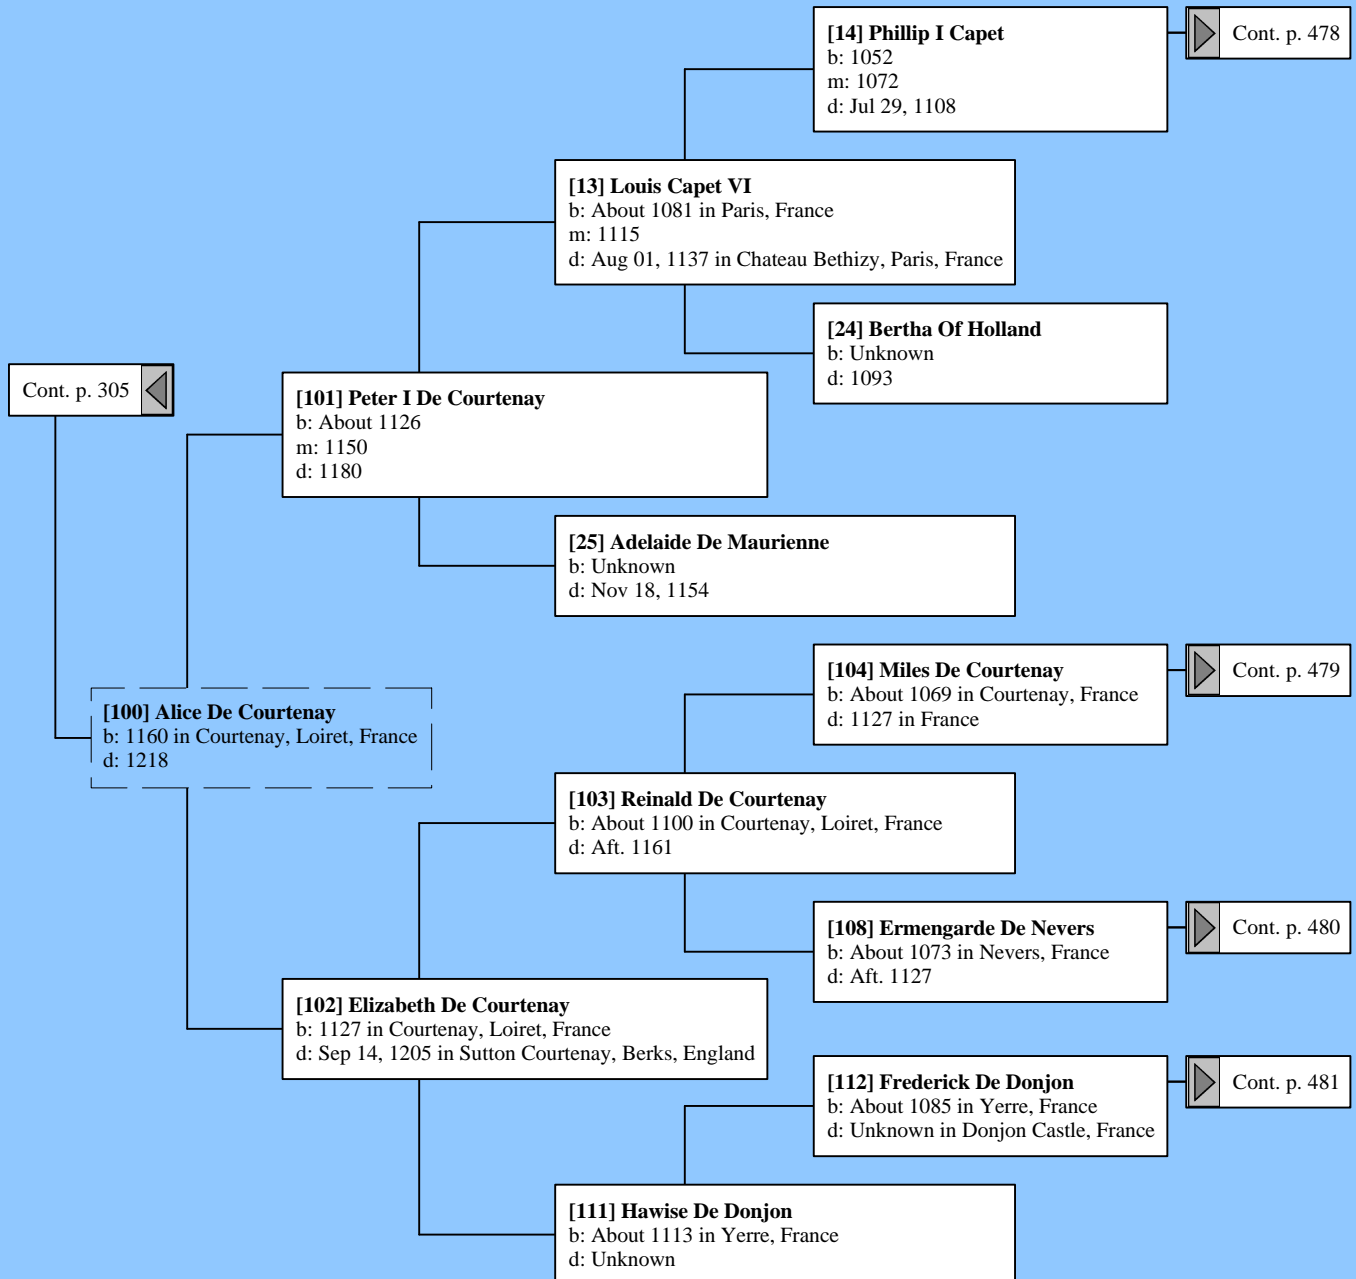 [14] Phillip I Capet
b: 1052
m: 1072
d: Jul 29, 1108
Cont. p. 478
[13] Louis Capet VI
b: About 1081 in Paris, France
m: 1115
d: Aug 01, 1137 in Chateau Bethizy, Paris, France
[24] Bertha Of Holland
b: Unknown
d: 1093
Cont. p. 305
[101] Peter I De Courtenay
b: About 1126
m: 1150
d: 1180
[25] Adelaide De Maurienne
b: Unknown
d: Nov 18, 1154
[104] Miles De Courtenay
b: About 1069 in Courtenay, France
d: 1127 in France
Cont. p. 479
[100] Alice De Courtenay
b: 1160 in Courtenay, Loiret, France
d: 1218
[103] Reinald De Courtenay
b: About 1100 in Courtenay, Loiret, France
d: Aft. 1161
[108] Ermengarde De Nevers
b: About 1073 in Nevers, France
d: Aft. 1127
Cont. p. 480
[102] Elizabeth De Courtenay
b: 1127 in Courtenay, Loiret, France
d: Sep 14, 1205 in Sutton Courtenay, Berks, England
[112] Frederick De Donjon
b: About 1085 in Yerre, France
d: Unknown in Donjon Castle, France
Cont. p. 481
[111] Hawise De Donjon
b: About 1113 in Yerre, France
d: Unknown